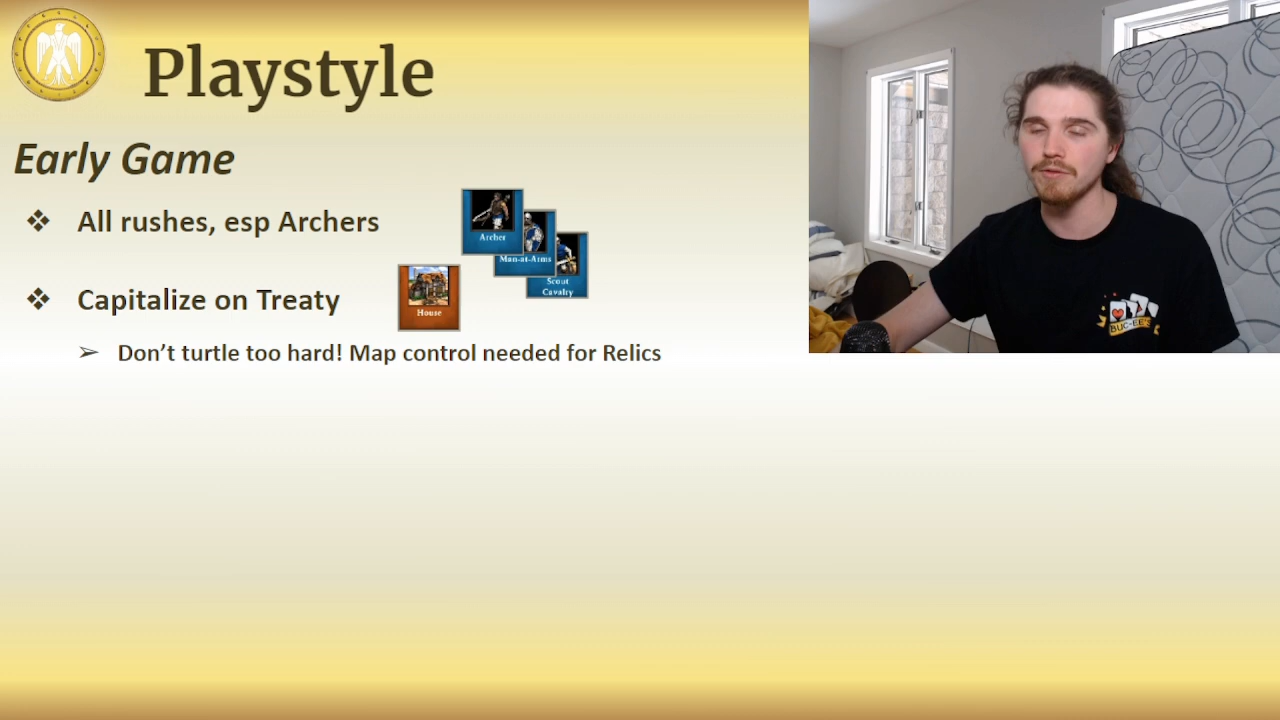 Playstyle
Early Game
All rushes, esp Archers
Archer
Man-at-Arms
Scout
Cavalry
Capitalize on Treaty
House
Don't turtle too hard! Map control needed for Relics
BUC-EE'S